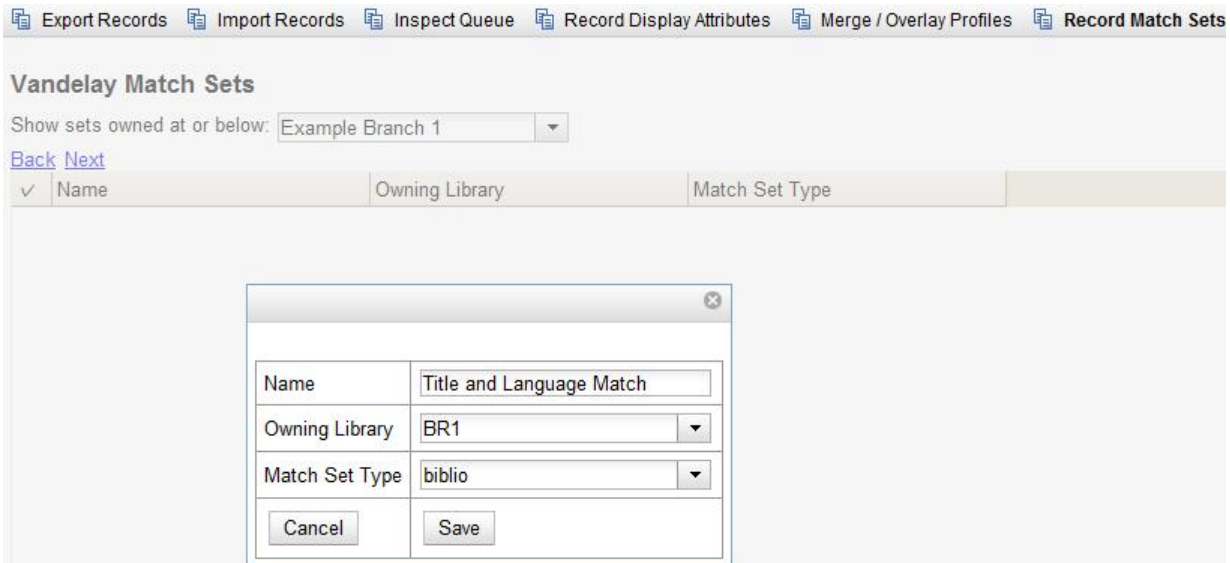 Export Records Import Records Inspect Queue Record Display Attributes Merge / Overlay Profiles Record Match Sets
Vandelay Match Sets
Show sets owned at or below: Example Branch 1
Back Next
✓ Name Owning Library Match Set Type
Name Title and Language Match
Owning Library BR1
Match Set Type biblio
Cancel Save